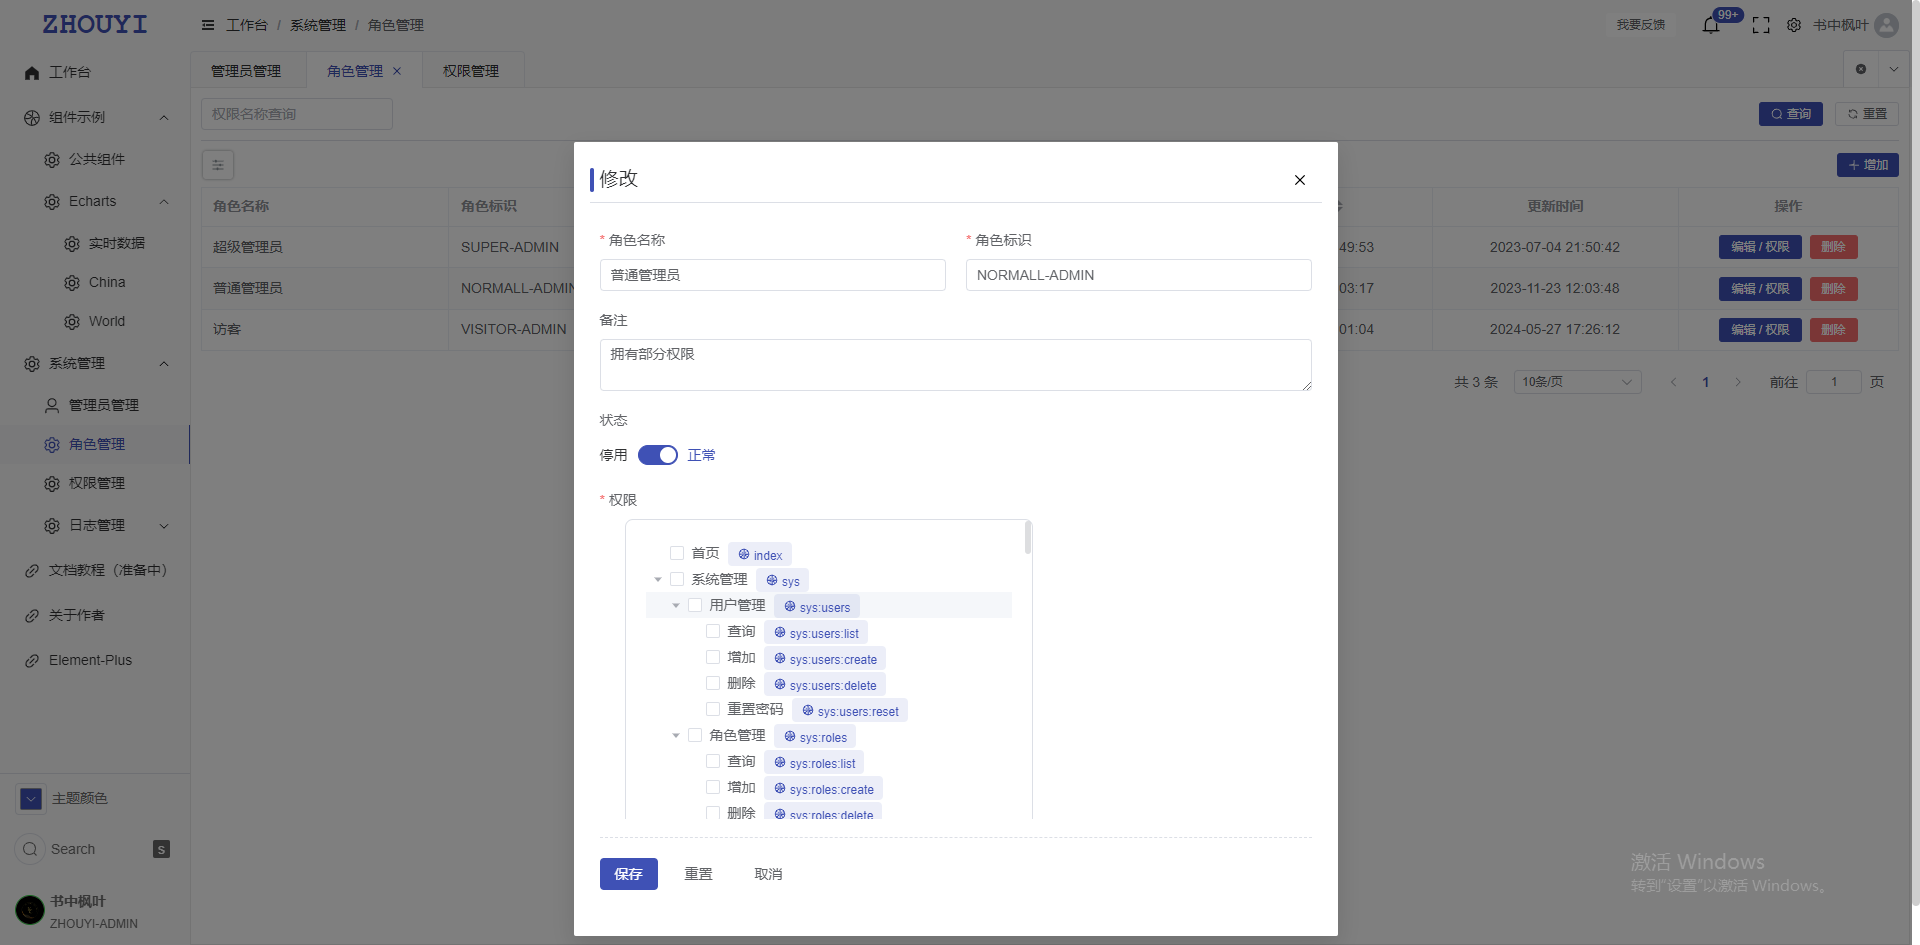 ZHOUYI
工作台 / 系统管理 / 角色管理
我要反馈
99+
书中枫叶
工作台
组件示例
公共组件
Echarts
实时数据
China
World
系统管理
管理员管理
角色管理
权限管理
日志管理
文档教程（准备中）
关于作者
Element-Plus
主题颜色
Search
S
书中枫叶
ZHOUYI-ADMIN
管理员管理
角色管理
权限管理
权限名称查询
查询
重置
增加
角色名称
角色标识
更新时间
操作
超级管理员
SUPER-ADMIN
49:53
2023-07-04 21:50:42
编辑 / 权限
删除
普通管理员
NORMALL-ADMIN
03:17
2023-11-23 12:03:48
编辑 / 权限
删除
访客
VISITOR-ADMIN
01:04
2024-05-27 17:26:12
编辑 / 权限
删除
共 3 条
10条/页
1
前往
1
页
修改
* 角色名称
* 角色标识
普通管理员
NORMALL-ADMIN
备注
拥有部分权限
状态
停用
正常
* 权限
首页 index
系统管理 sys
用户管理 sys:users
查询 sys:users:list
增加 sys:users:create
删除 sys:users:delete
重置密码 sys:users:reset
角色管理 sys:roles
查询 sys:roles:list
增加 sys:roles:create
删除 sys:roles:delete
保存
重置
取消
激活 Windows
转到"设置"以激活 Windows。